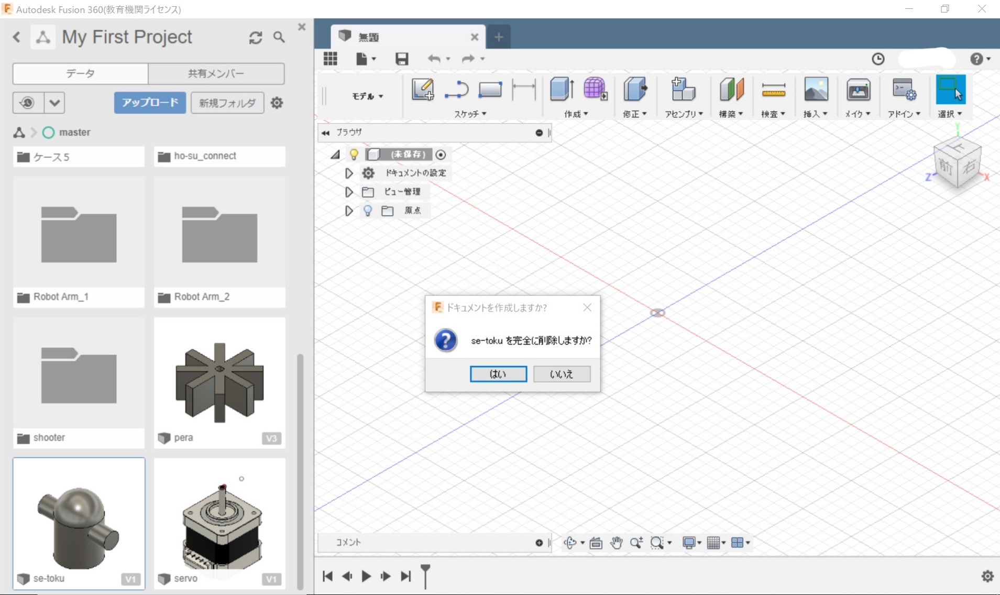 Autodesk Fusion 360(教育機関ライセンス)
My First Project
データ
共有メンバー
アップロード
新規フォルダ
master
ケース5
ho-su_connect
Robot Arm_1
Robot Arm_2
shooter
pera
V3
se-toku
V1
servo
V1
無題
モデル
スケッチ
作成
修正
アセンブリ
構築
検査
挿入
メイク
アドイン
選択
ブラウザ
(未保存)
ドキュメントの設定
ビュー管理
原点
Y
上
前
右
Z
X
ドキュメントを作成しますか?
se-toku を完全に削除しますか?
はい
いいえ
コメント